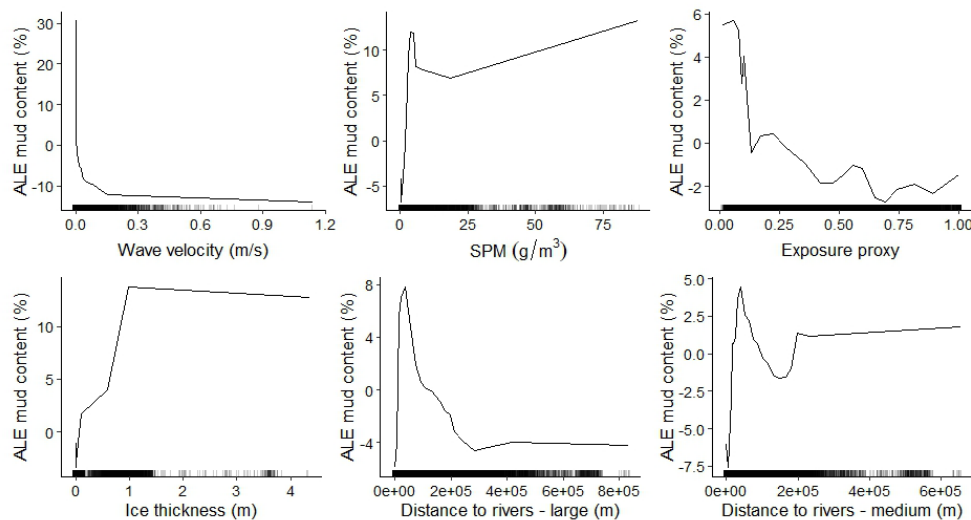 ALE mud content (%)
30
20
10
0
-10
0.0 0.3 0.6 0.9 1.2
Wave velocity (m/s)
ALE mud content (%)
10
5
0
-5
0 25 50 75
SPM (g/m³)
ALE mud content (%)
6
4
2
0
-2
0.00 0.25 0.50 0.75 1.00
Exposure proxy
ALE mud content (%)
10
5
0
0 1 2 3 4
Ice thickness (m)
ALE mud content (%)
8
4
0
-4
0e+00 2e+05 4e+05 6e+05 8e+05
Distance to rivers - large (m)
ALE mud content (%)
5.0
2.5
0.0
-2.5
-5.0
-7.5
0e+00 2e+05 4e+05 6e+05
Distance to rivers - medium (m)